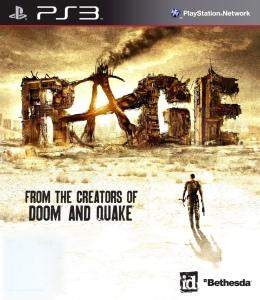 PS3
PlayStation®Network
RAGE
FROM THE CREATORS OF
DOOM AND QUAKE
id
Bethesda